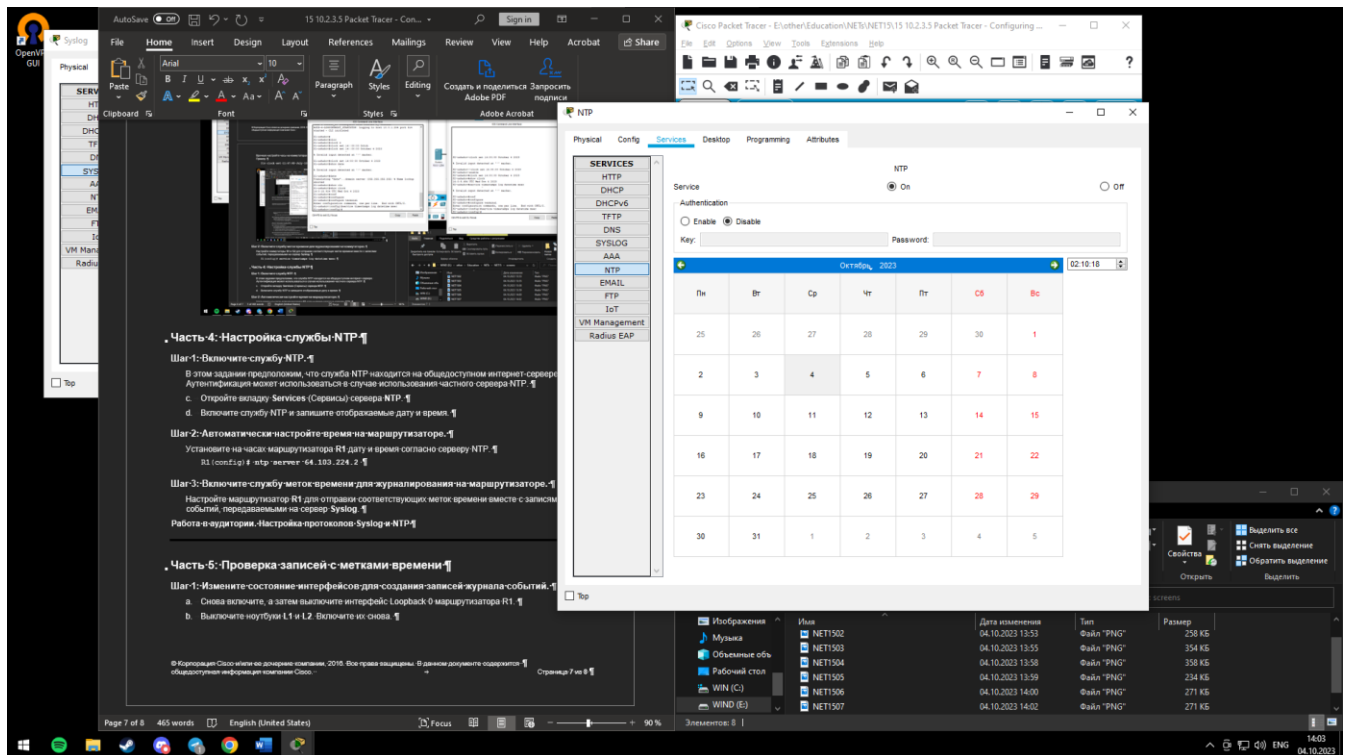 OpenVPN
GUI
Syslog
Physical
AutoSave
Off
15 10.2.3.5 Packet Tracer - Con...
Sign in
File
Home
Insert
Design
Layout
References
Mailings
Review
View
Help
Acrobat
Share
Paste
Arial
10
Paragraph
Styles
Editing
Создать и поделиться
Adobe PDF
Запросить
подписи
Clipboard
Font
Styles
Adobe Acrobat
Часть·4:·Настройка·службы·NTP·¶
Шаг·1:·Включите·службу·NTP.·¶
В·этом·задании·предположим,·что·служба·NTP·находится·на·общедоступном·интернет-сервере
Аутентификация·может·использоваться·в·случае·использования·частного·сервера·NTP.·¶
c. Откройте·вкладку·Services·(Сервисы)·сервера·NTP.·¶
d. Включите·службу·NTP·и·запишите·отображаемые·дату·и·время.·¶
Шаг·2:·Автоматически·настройте·время·на·маршрутизаторе.·¶
Установите·на·часах·маршрутизатора·R1·дату·и·время·согласно·серверу·NTP.·¶
R1(config)#·ntp·server·64.103.224.2·¶
Шаг·3:·Включите·службу·меток·времени·для·журналирования·на·маршрутизаторе.·¶
Настройте·маршрутизатор·R1·для·отправки·соответствующих·меток·времени·вместе·с·записям
событий,·передаваемыми·на·сервер·Syslog.·¶
Работа·в·аудитории.·Настройка·протоколов·Syslog·и·NTP¶
Часть·5:·Проверка·записей·с·метками·времени·¶
Шаг·1:·Измените·состояние·интерфейсов·для·создания·записей·журнала·событий.·¶
a. Снова·включите,·а·затем·выключите·интерфейс·Loopback·0·маршрутизатора·R1.·¶
b. Выключите·ноутбуки·L1·и·L2.·Включите·их·снова.·¶
©·Корпорация·Cisco·и/или·ее·дочерние·компании,·2016.·Все·права·защищены.·В·данном·документе·содержится·¶
общедоступная·информация·компании·Cisco.·
Страница·7·из·8·¶
Page 7 of 8
465 words
English (United States)
Focus
90%
Top
VM Mana
Radiu
Cisco Packet Tracer - E:\other\Education\NETs\NET15\15 10.2.3.5 Packet Tracer - Configuring ...
File
Edit
Options
View
Tools
Extensions
Help
NTP
Physical
Config
Services
Desktop
Programming
Attributes
SERVICES
HTTP
DHCP
DHCPv6
TFTP
DNS
SYSLOG
AAA
NTP
EMAIL
FTP
IoT
VM Management
Radius EAP
NTP
Service
On
Off
Authentication
Enable
Disable
Key:
Password:
Октябрь, 2023
02:10:18
Пн Вт Ср Чт Пт Сб Вс
25 26 27 28 29 30 1
2 3 4 5 6 7 8
9 10 11 12 13 14 15
16 17 18 19 20 21 22
23 24 25 26 27 28 29
30 31 1 2 3 4 5
Top
Свойства
Открыть
Выделить все
Снять выделение
Обратить выделение
Выделить
screens
Изображения
Музыка
Объемные объ
Рабочий стол
WIN (C:)
WIND (E:)
Имя
Дата изменения
Тип
Размер
NET1502 04.10.2023 13:53 Файл "PNG" 258 КБ
NET1503 04.10.2023 13:55 Файл "PNG" 354 КБ
NET1504 04.10.2023 13:58 Файл "PNG" 358 КБ
NET1505 04.10.2023 13:59 Файл "PNG" 234 КБ
NET1506 04.10.2023 14:00 Файл "PNG" 271 КБ
NET1507 04.10.2023 14:02 Файл "PNG" 271 КБ
Элементов: 8
ENG
14:03
04.10.2023